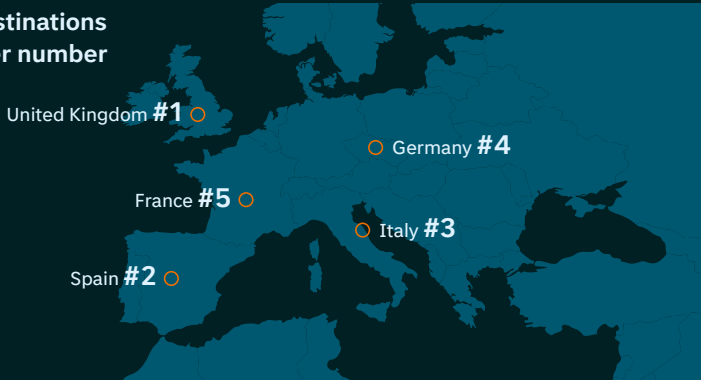 stinations
r number
United Kingdom #1
Germany #4
France #5
Italy #3
Spain #2